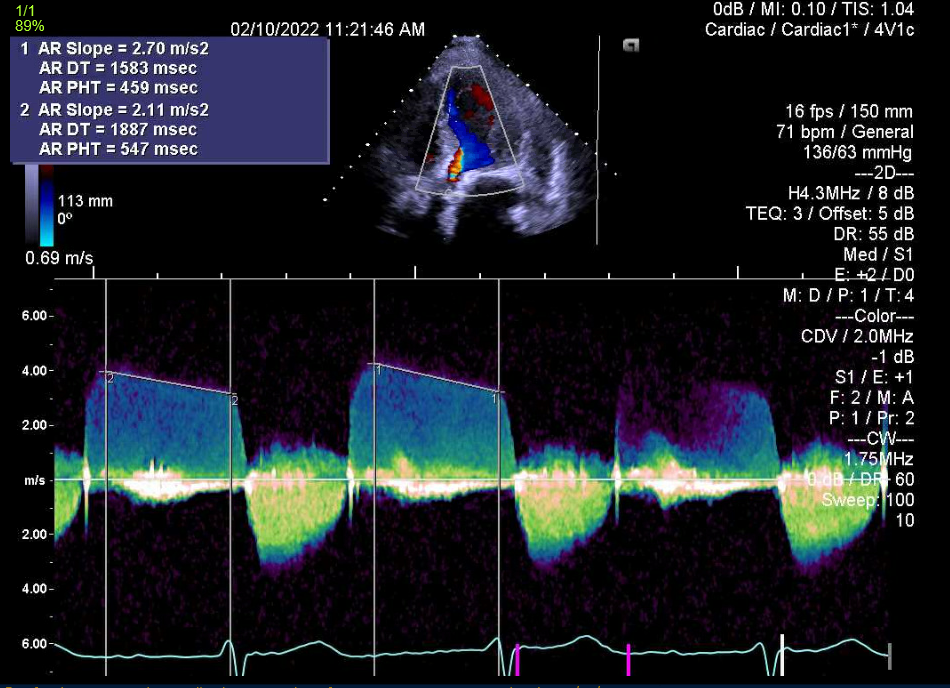 1/1
89%
02/10/2022 11:21:46 AM
0dB / MI: 0.10 / TIS: 1.04
Cardiac / Cardiac1* / 4V1c
1 AR Slope = 2.70 m/s2
AR DT = 1583 msec
AR PHT = 459 msec
2 AR Slope = 2.11 m/s2
AR DT = 1887 msec
AR PHT = 547 msec
113 mm
0°
0.69 m/s
16 fps / 150 mm
71 bpm / General
136/63 mmHg
---2D---
H4.3MHz / 8 dB
TEQ: 3 / Offset: 5 dB
DR: 55 dB
Med / S1
E: +2 / D0
M: D / P: 1 / T: 4
---Color---
CDV / 2.0MHz
-1 dB
S1 / E: +1
F: 2 / M: A
P: 1 / Pr: 2
---CW---
1.75MHz
0.0dB / DR: 60
Sweep: 100
10
6.00
4.00
2.00
m/s
2.00
4.00
6.00
2
2
1
1